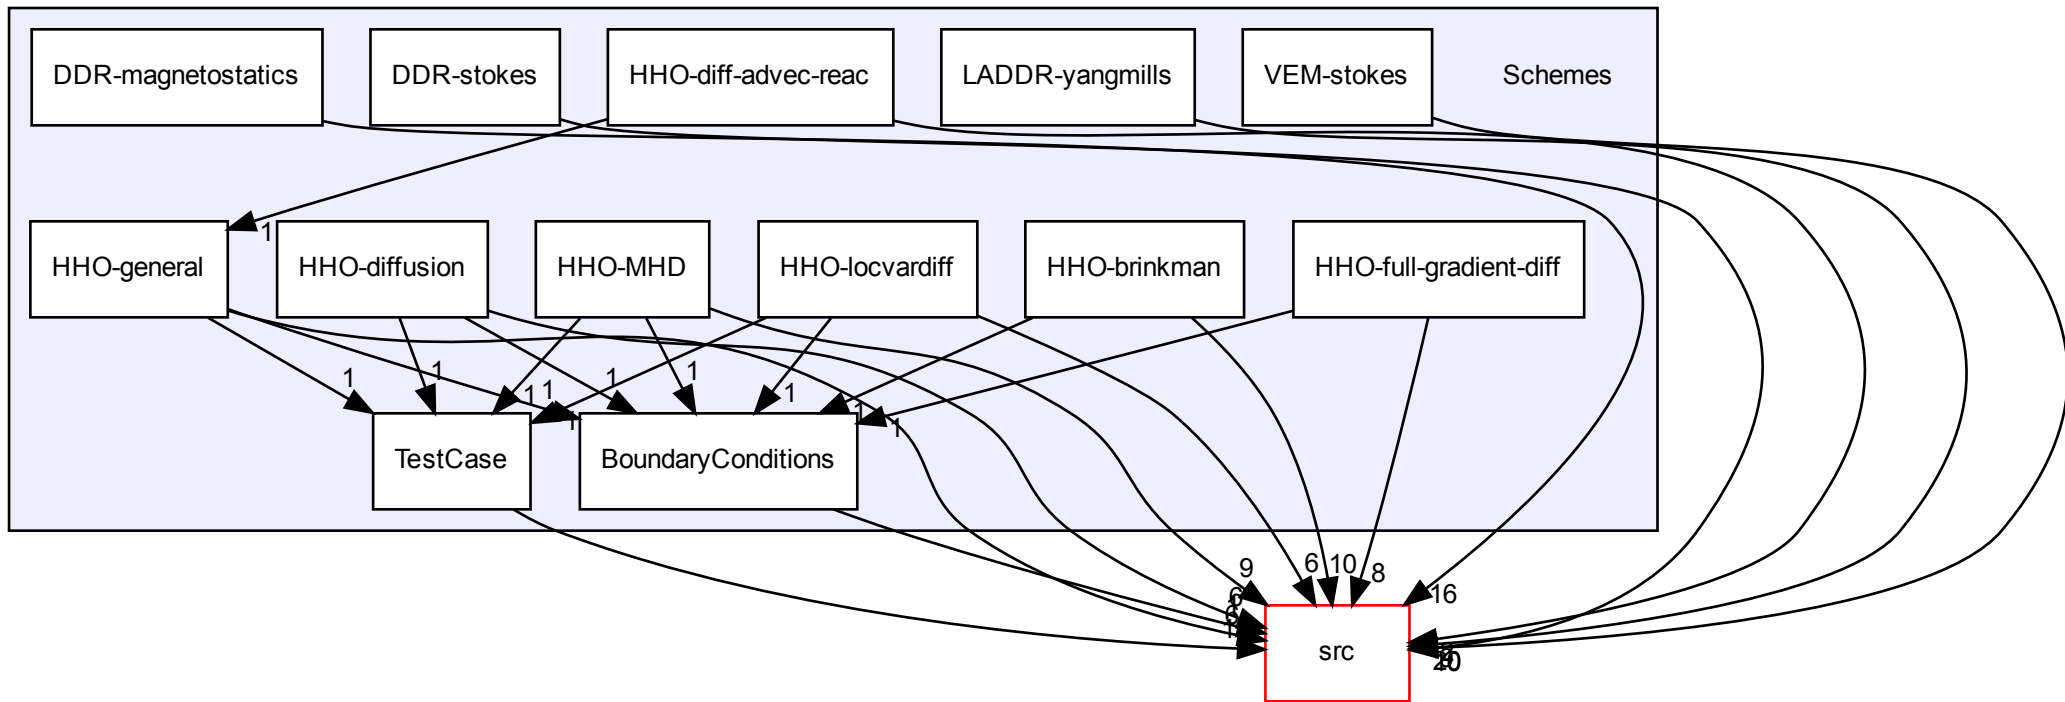 DDR-magnetostatics
DDR-stokes
HHO-diff-advec-reac
LADDR-yangmills
VEM-stokes
Schemes
1
HHO-general
HHO-diffusion
HHO-MHD
HHO-locvardiff
HHO-brinkman
HHO-full-gradient-diff
1
1
1
1
1
1
1
1
1
1
TestCase
BoundaryConditions
9
6
10
8
16
6
src